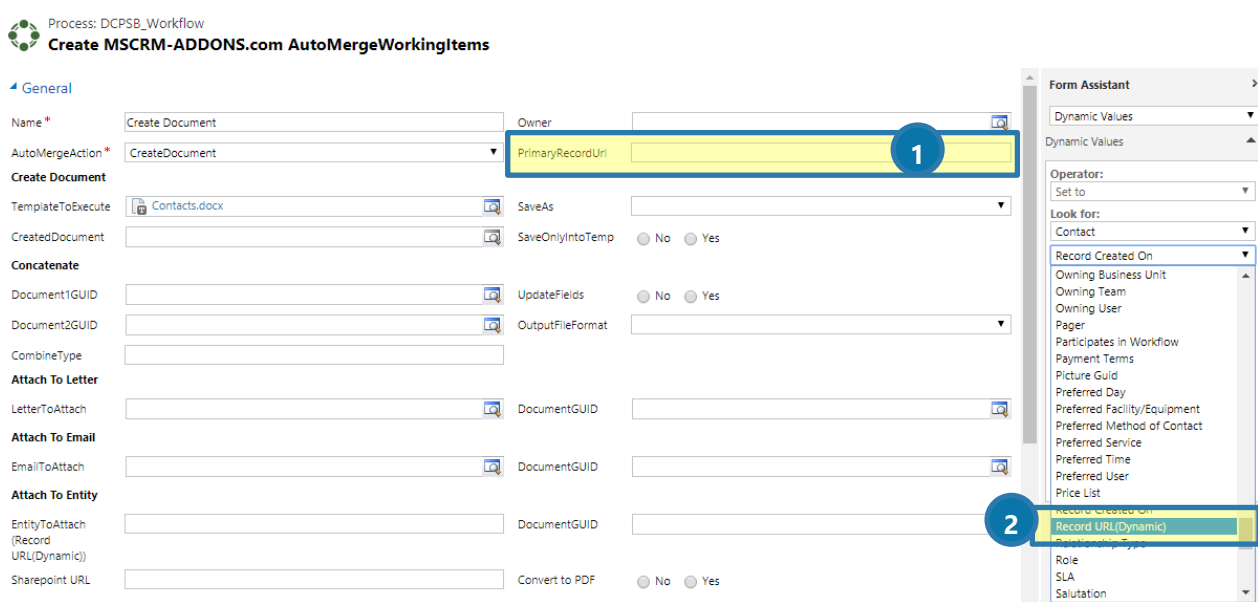 Process: DCPSB_Workflow
Create MSCRM-ADDONS.com AutoMergeWorkingItems
General
Name * Create Document Owner
AutoMergeAction * CreateDocument PrimaryRecordUrl 1
Create Document
TemplateToExecute Contacts.docx SaveAs
CreatedDocument SaveOnlyIntoTemp No Yes
Concatenate
Document1GUID UpdateFields No Yes
Document2GUID OutputFileFormat
CombineType
Attach To Letter
LetterToAttach DocumentGUID
Attach To Email
EmailToAttach DocumentGUID
Attach To Entity
EntityToAttach DocumentGUID
(Record
URL(Dynamic))
Sharepoint URL Convert to PDF No Yes
Form Assistant
Dynamic Values
Dynamic Values
Operator:
Set to
Look for:
Contact
Record Created On
Owning Business Unit
Owning Team
Owning User
Pager
Participates in Workflow
Payment Terms
Picture Guid
Preferred Day
Preferred Facility/Equipment
Preferred Method of Contact
Preferred Service
Preferred Time
Preferred User
Price List
Record Created On
2 Record URL(Dynamic)
Relationship Type
Role
SLA
Salutation